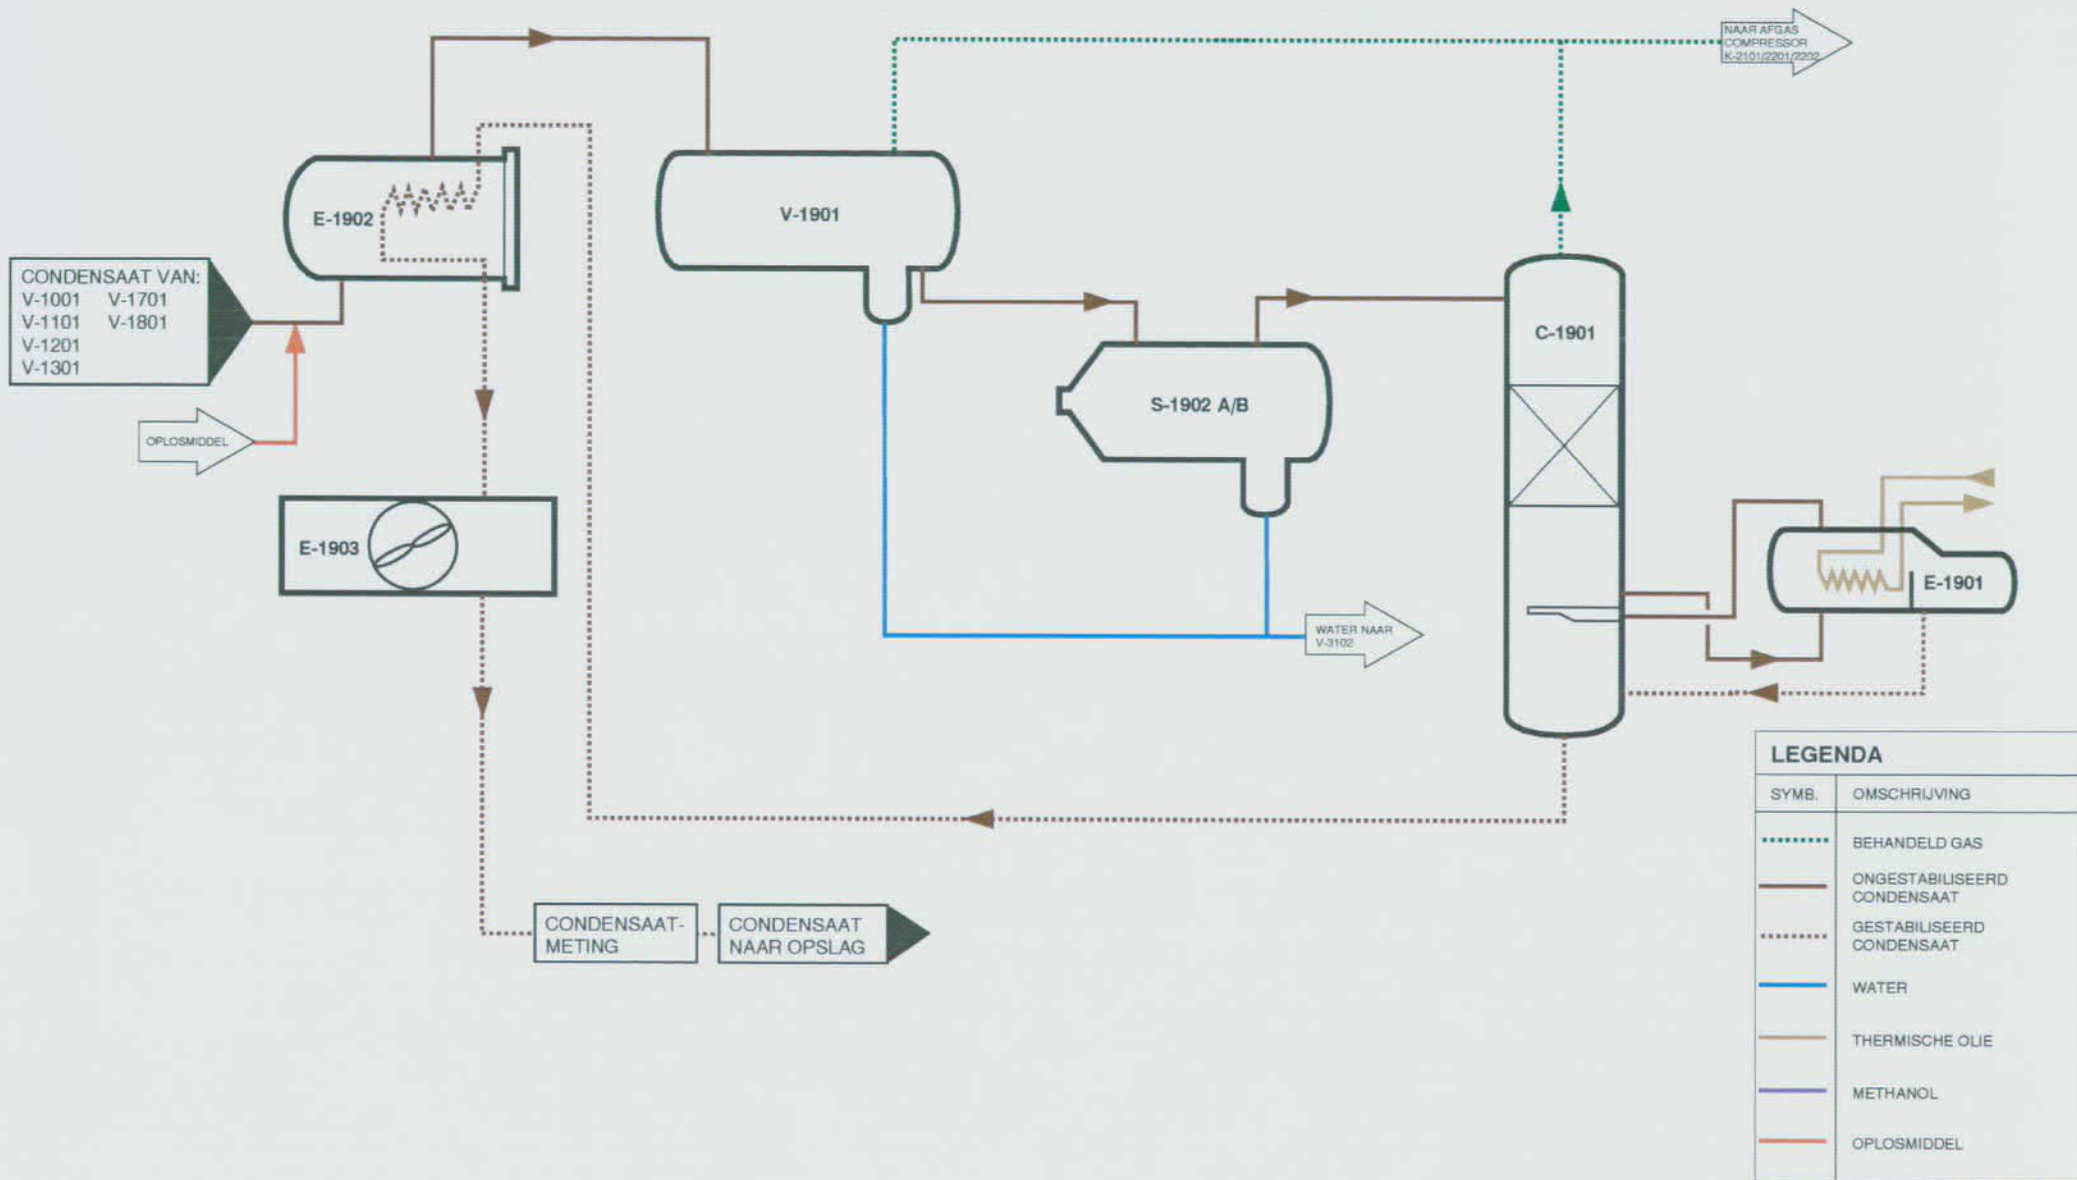 NAAR AFGAS
COMPRESSOR
K-2101/2201/2202
E-1902
V-1901
CONDENSAAT VAN:
V-1001 V-1701
V-1101 V-1801
V-1201
V-1301
C-1901
S-1902 A/B
OPLOSMIDDEL
E-1903
E-1901
WATER NAAR
V-3102
LEGENDA
SYMB. OMSCHRIJVING
BEHANDELD GAS
ONGESTABILISEERD
CONDENSAAT
GESTABILISEERD
CONDENSAAT
WATER
THERMISCHE OLIE
METHANOL
OPLOSMIDDEL
CONDENSAAT-
METING
CONDENSAAT
NAAR OPSLAG